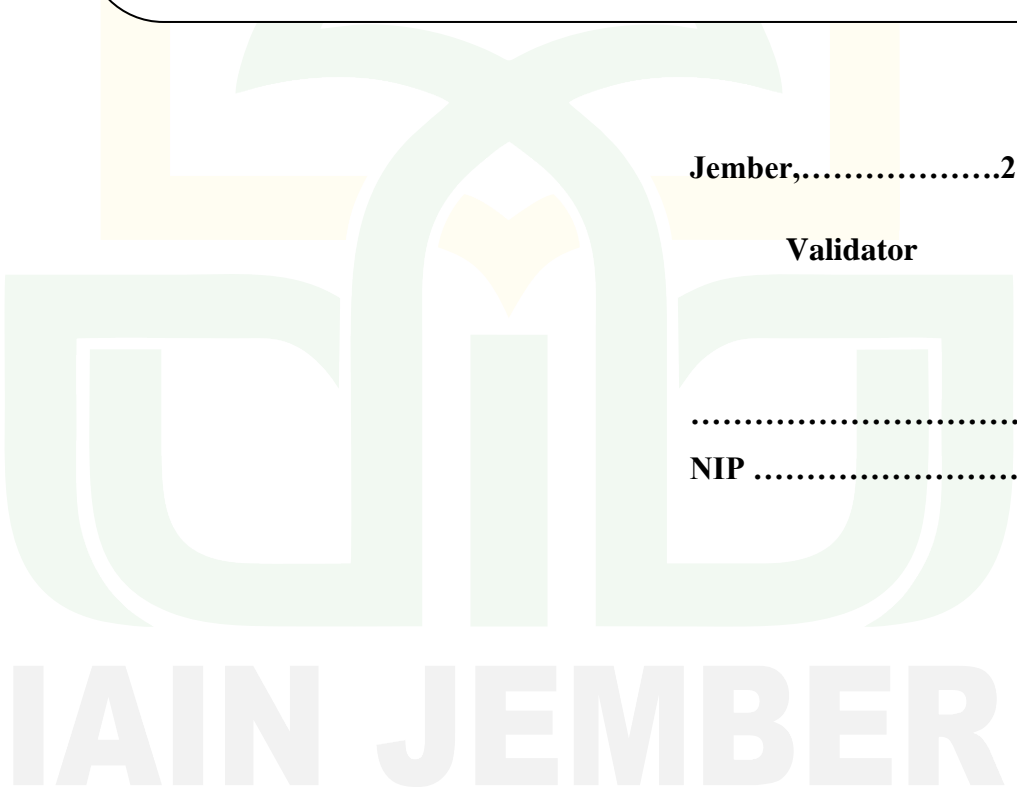 Jember,……………….2
Validator
……………………………
NIP ………………………
IAIN JEMBER